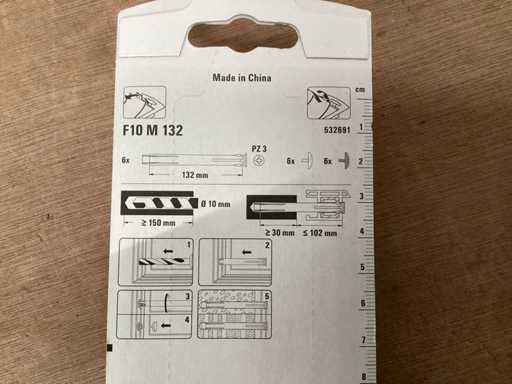 Made in China
cm
F10 M 132
532691
1
6x
PZ 3
6x
6x
2
132 mm
3
Ø 10 mm
≥ 150 mm
≥ 30 mm
≤ 102 mm
4
1
2
5
3
5
4
6
7
8